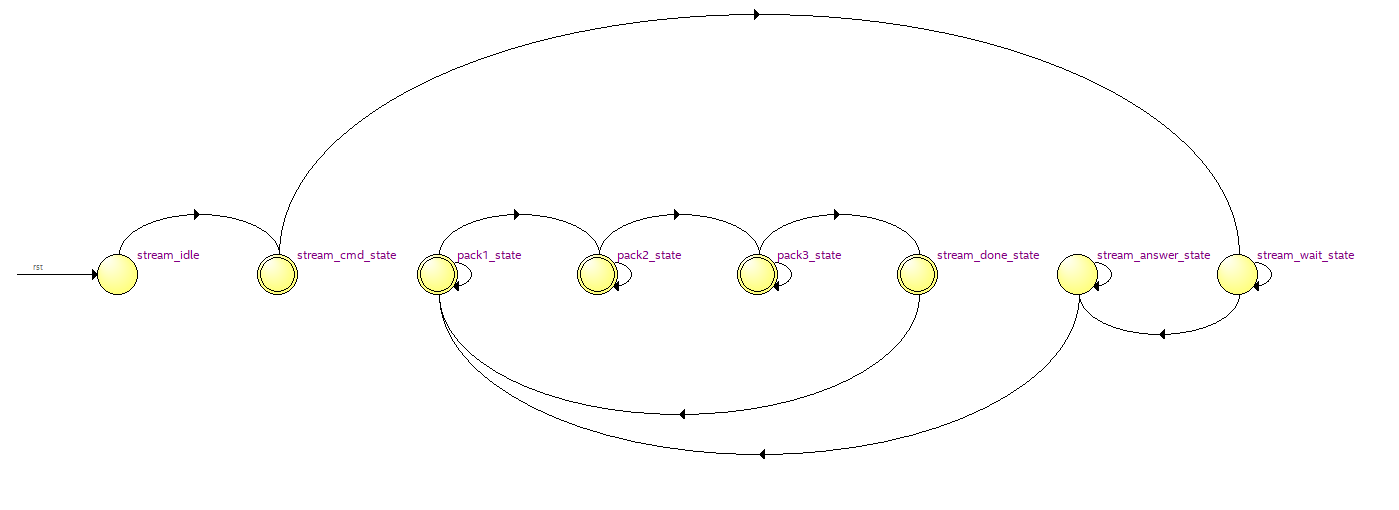 rst
stream_idle
stream_cmd_state
pack1_state
pack2_state
pack3_state
stream_done_state
stream_answer_state
stream_wait_state